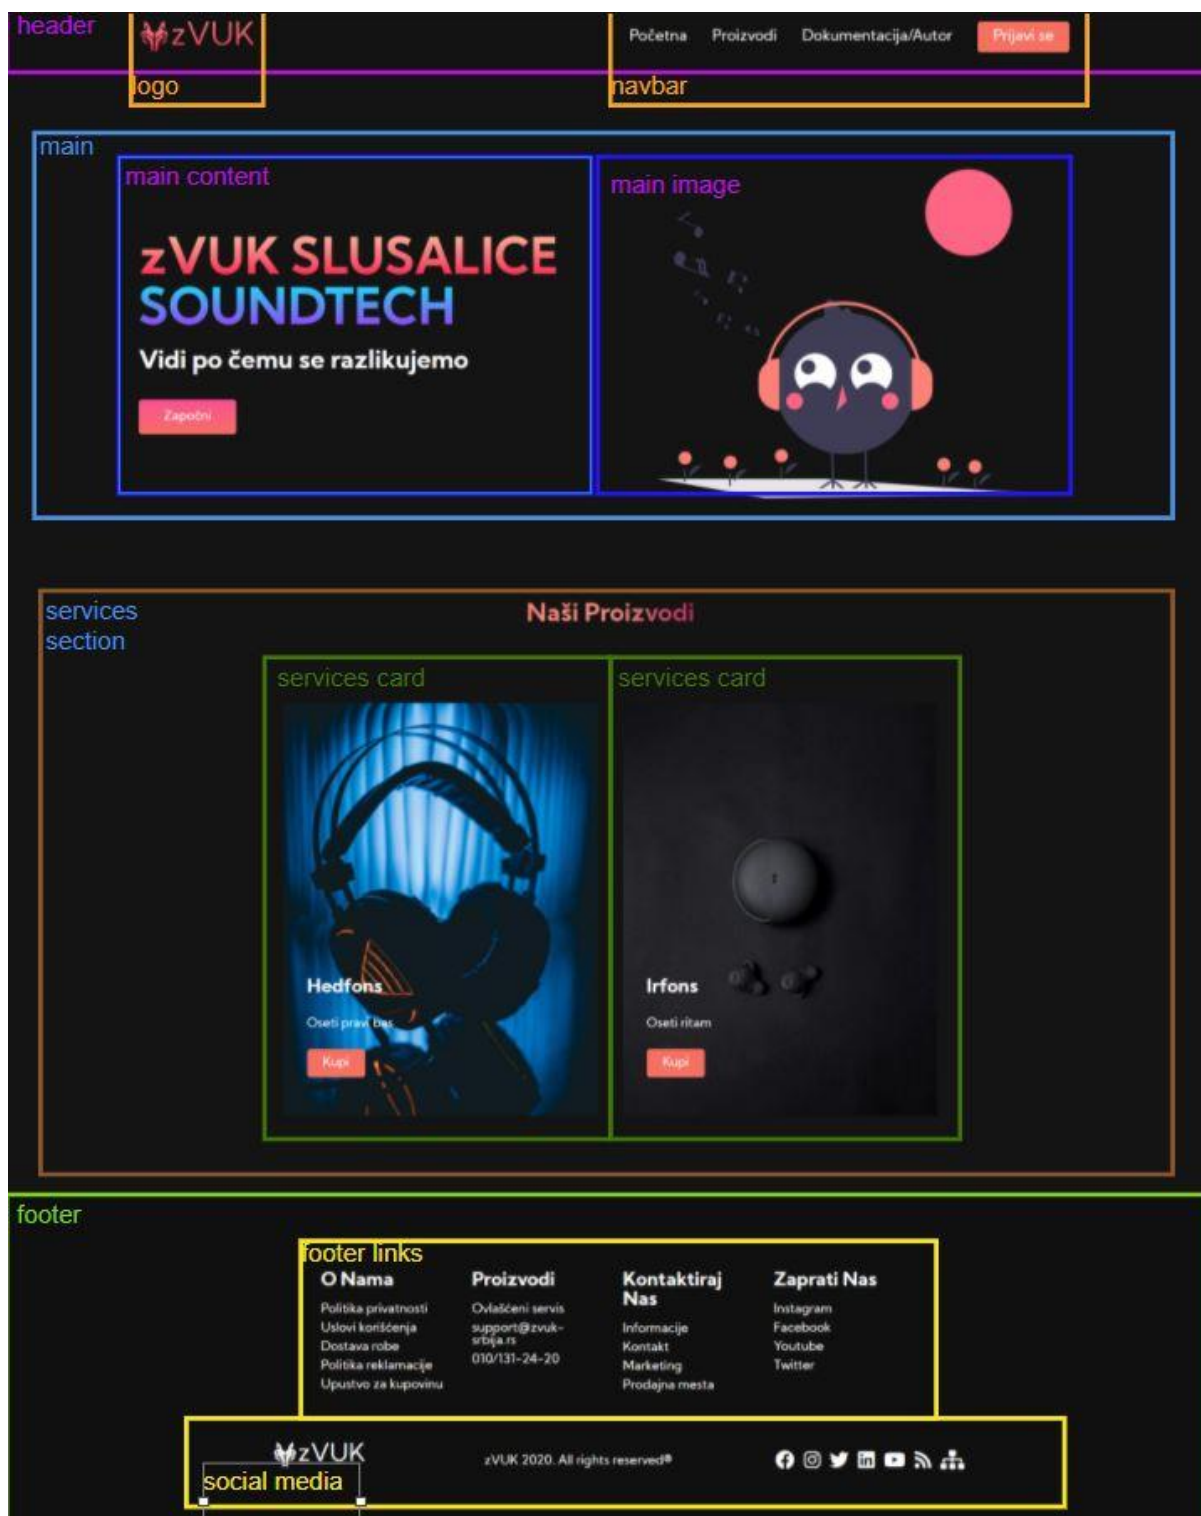 header
zVUK
Početna Proizvodi Dokumentacija/Autor Prijavi se
logo
navbar
main
main content
main image
zVUK SLUSALICE
SOUNDTECH
Vidi po čemu se razlikujemo
Započni
services
section
Naši Proizvodi
services card
services card
Hedfons
Oseti pravi bas
Kupi
Irfons
Oseti ritam
Kupi
footer
footer links
O Nama
Politika privatnosti
Uslovi korišćenja
Dostava robe
Politika reklamacije
Upustvo za kupovinu
Proizvodi
Ovlašćeni servis
support@zvuk-
srbija.rs
010/131-24-20
Kontaktiraj
Nas
Informacije
Kontakt
Marketing
Prodajna mesta
Zaprati Nas
Instagram
Facebook
Youtube
Twitter
zVUK
zVUK 2020. All rights reserved®
social media